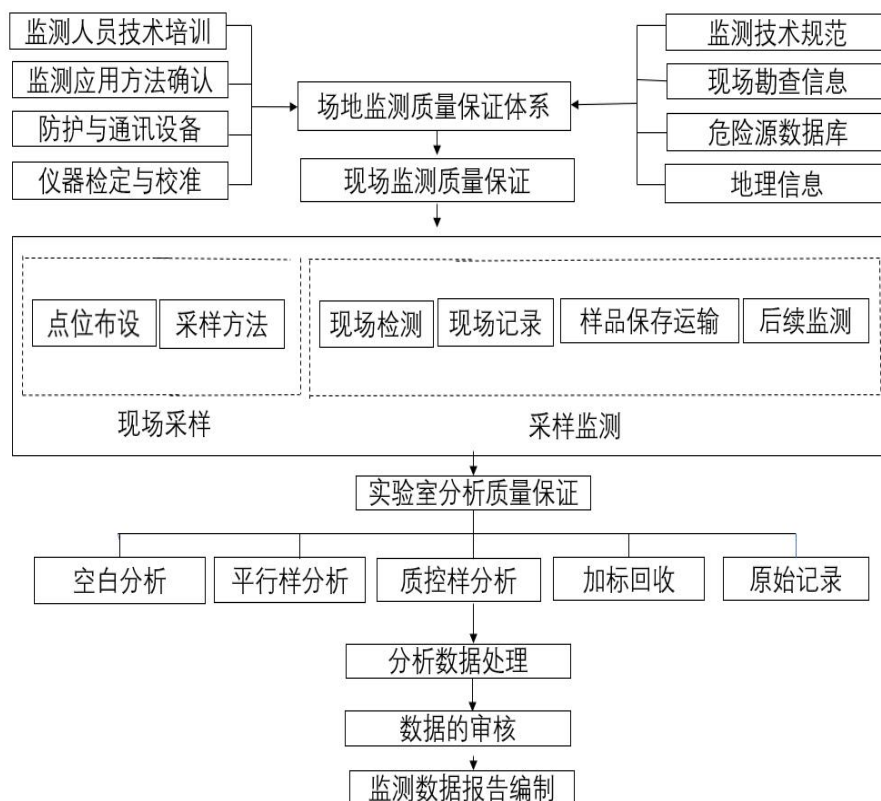 监测人员技术培训
监测技术规范
监测应用方法确认
现场勘查信息
场地监测质量保证体系
防护与通讯设备
危险源数据库
仪器检定与校准
现场监测质量保证
地理信息
点位布设
采样方法
现场检测
现场记录
样品保存运输
后续监测
现场采样
采样监测
实验室分析质量保证
空白分析
平行样分析
质控样分析
加标回收
原始记录
分析数据处理
数据的审核
监测数据报告编制